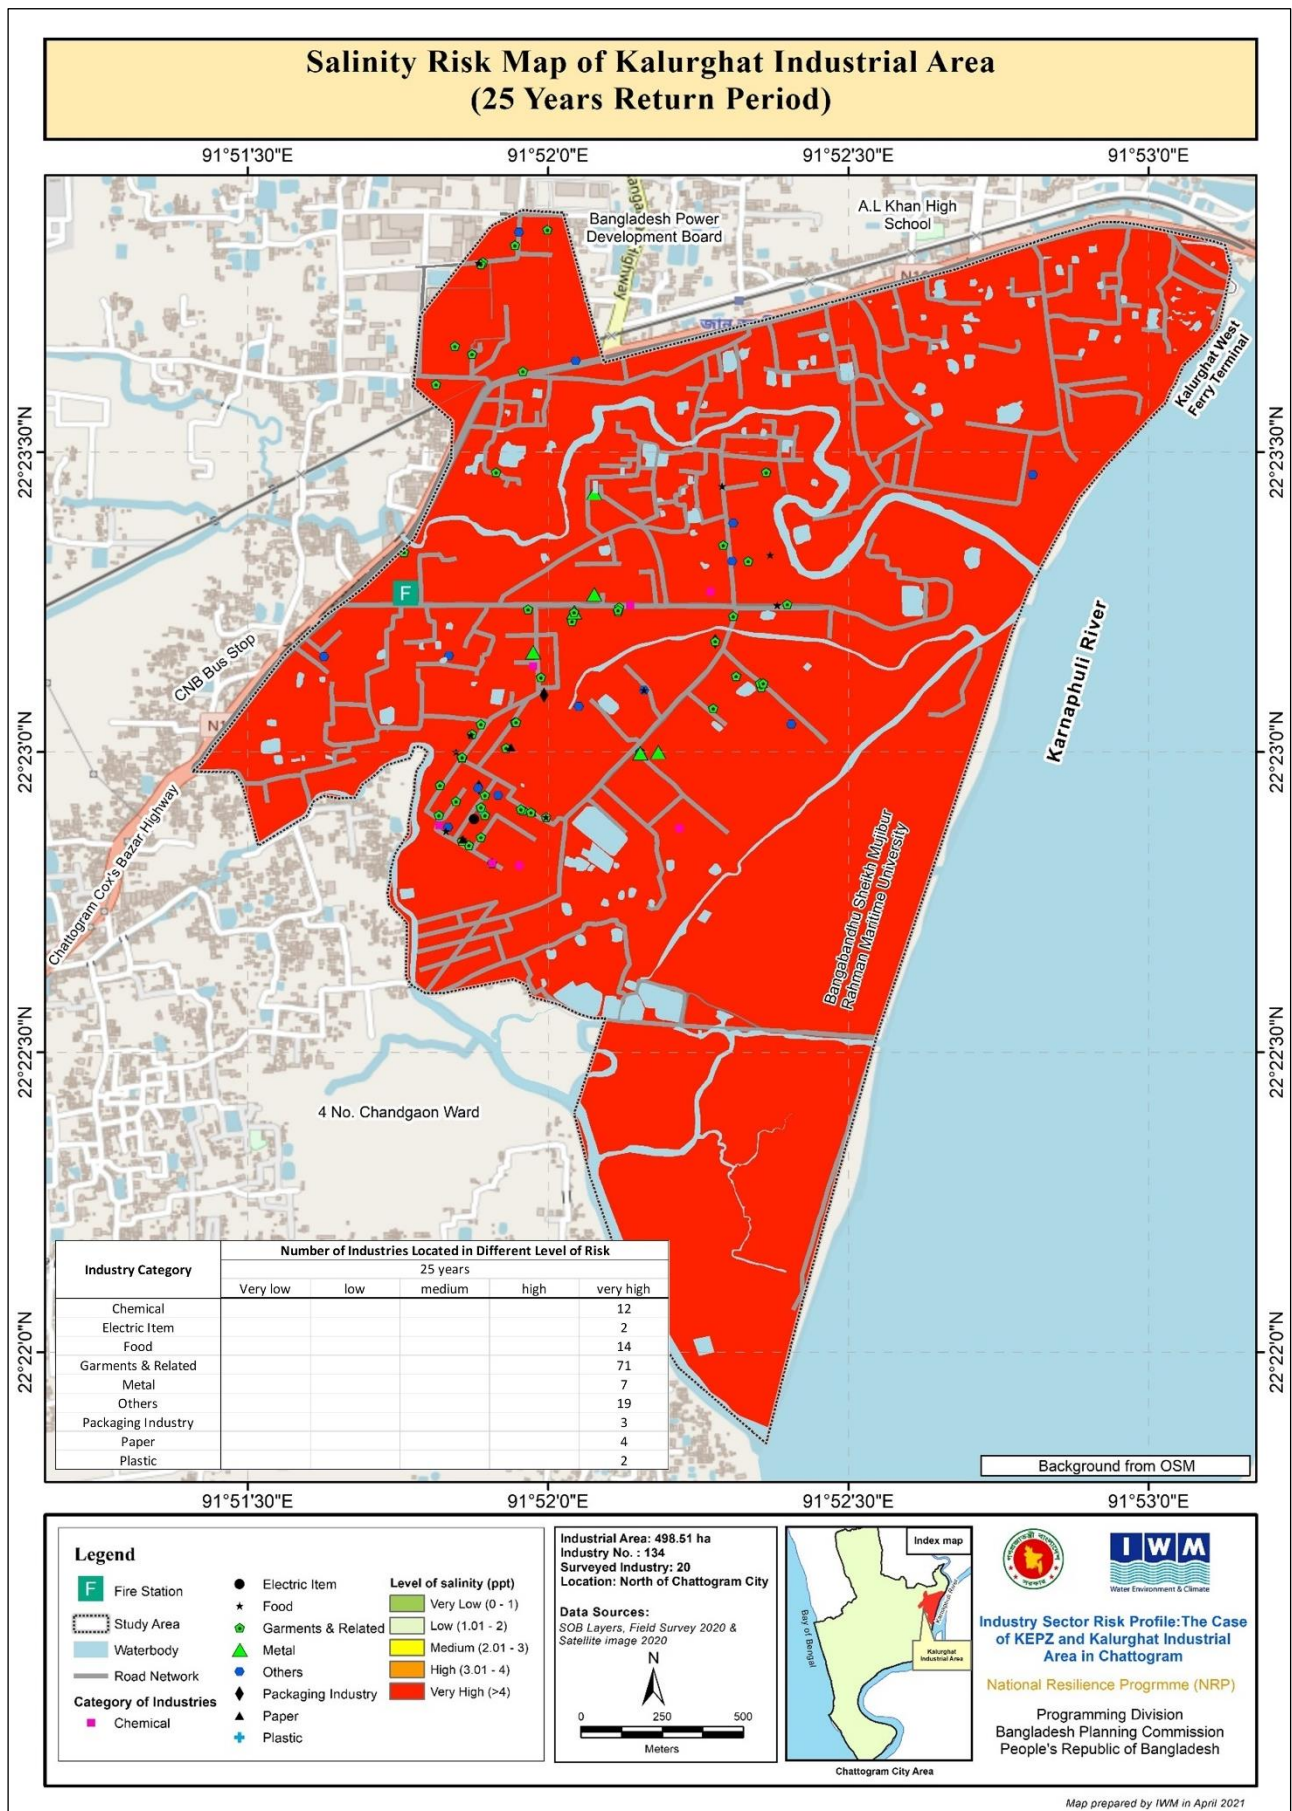 Salinity Risk Map of Kalurghat Industrial Area
(25 Years Return Period)
91°51'30"E 91°52'0"E 91°52'30"E 91°53'0"E
Bangladesh Power
Development Board
A.L Khan High
School
Highway
Kalurghat West
Ferry Terminal
22°23'30"N
22°23'30"N
F
CNB Bus Stop
Karnaphuli River
22°23'0"N
22°23'0"N
Chattogram Cox's Bazar Highway
Bangabandhu Sheikh Mujibur
Rahman Maritime University
22°22'30"N
22°22'30"N
4 No. Chandgaon Ward
Industry Category Number of Industries Located in Different Level of Risk
25 years
Very low low medium high very high
Chemical 12
Electric Item 2
Food 14
Garments & Related 71
Metal 7
Others 19
Packaging Industry 3
Paper 4
Plastic 2
22°22'0"N
22°22'0"N
Background from OSM
91°51'30"E 91°52'0"E 91°52'30"E 91°53'0"E
Legend
F Fire Station
Study Area
Waterbody
Road Network
Category of Industries
Chemical
Electric Item
Food
Garments & Related
Metal
Others
Packaging Industry
Paper
Plastic
Level of salinity (ppt)
Very Low (0 - 1)
Low (1.01 - 2)
Medium (2.01 - 3)
High (3.01 - 4)
Very High (>4)
Industrial Area: 498.51 ha
Industry No. : 134
Surveyed Industry: 20
Location: North of Chattogram City
Data Sources:
SOB Layers, Field Survey 2020 &
Satellite image 2020
N
0 250 500
Meters
Index map
Bay of Bengal
Karnaphuli River
Kalurghat
Industrial Area
Chattogram City Area
IWM
Water Environment & Climate
Industry Sector Risk Profile:The Case
of KEPZ and Kalurghat Industrial
Area in Chattogram
National Resilience Progrmme (NRP)
Programming Division
Bangladesh Planning Commission
People's Republic of Bangladesh
Map prepared by IWM in April 2021